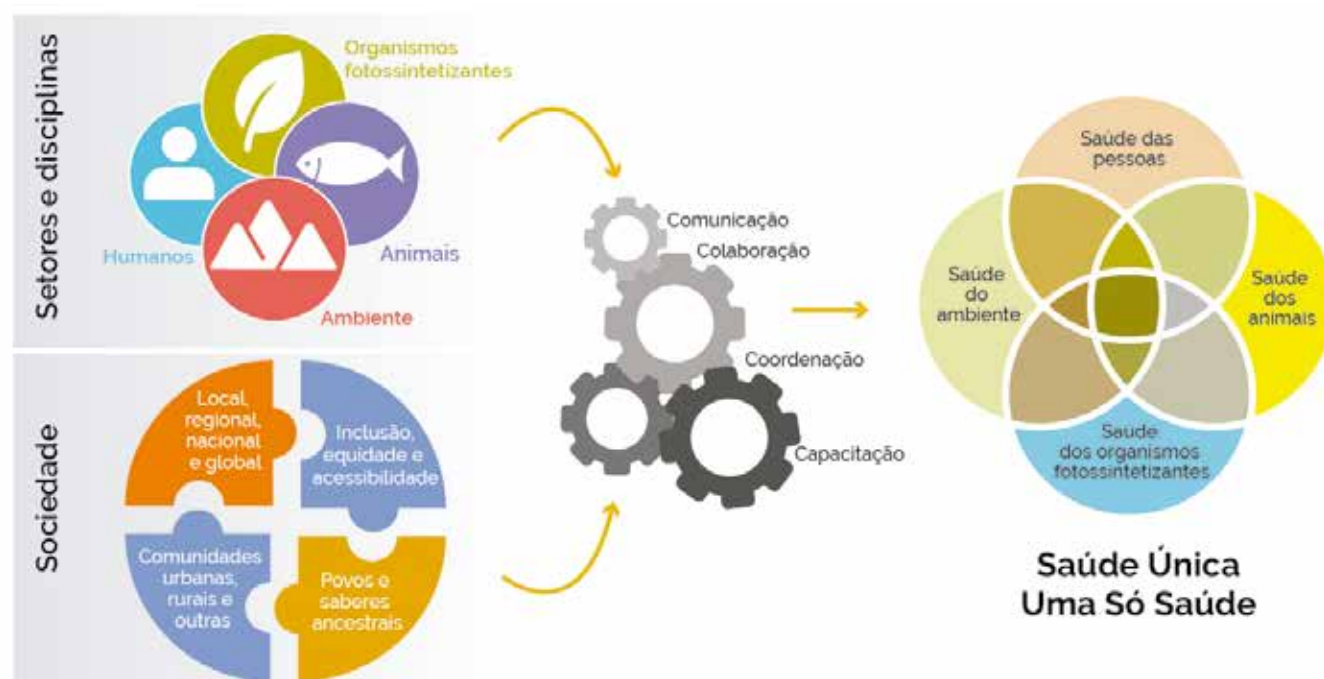 Setores e disciplinas
Organismos
fotossintetizantes
Humanos
Animais
Ambiente
Sociedade
Local,
regional,
nacional
e global
Inclusão,
equidade e
acessibilidade
Comunidades
urbanas,
rurais e
outras
Povos e
saberes
ancestrais
Comunicação
Colaboração
Coordenação
Capacitação
Saúde das
pessoas
Saúde
do
ambiente
Saúde
dos
animais
Saúde
dos organismos
fotossintetizantes
Saúde Única
Uma Só Saúde